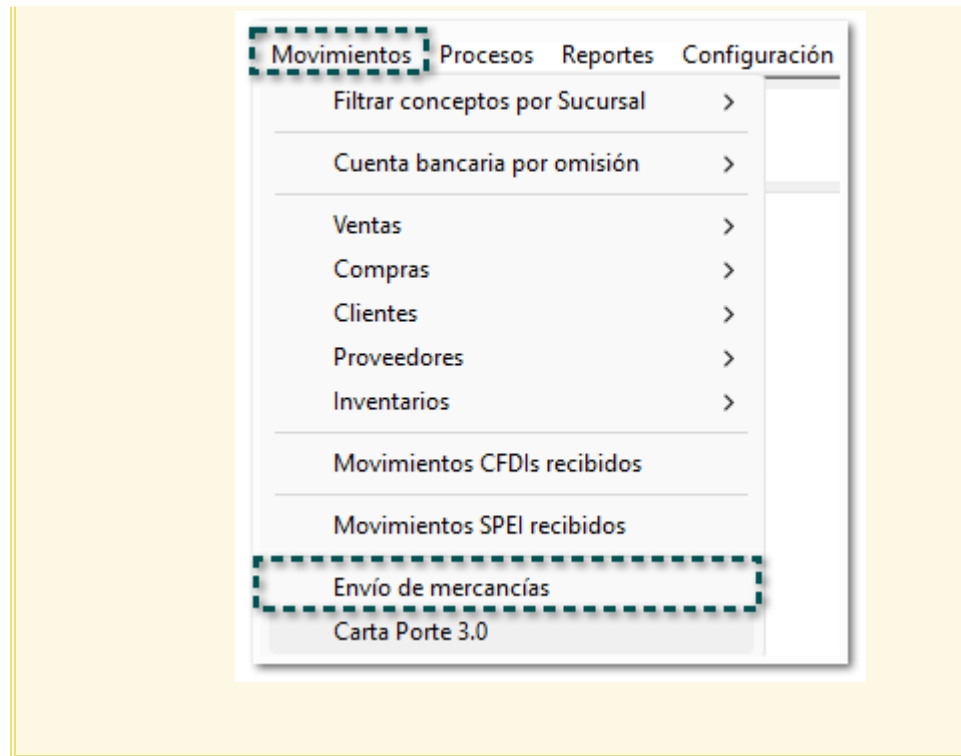 Movimientos Procesos Reportes Configuración
Filtrar conceptos por Sucursal
Cuenta bancaria por omisión
Ventas
Compras
Clientes
Proveedores
Inventarios
Movimientos CFDIs recibidos
Movimientos SPEI recibidos
Envío de mercancías
Carta Porte 3.0